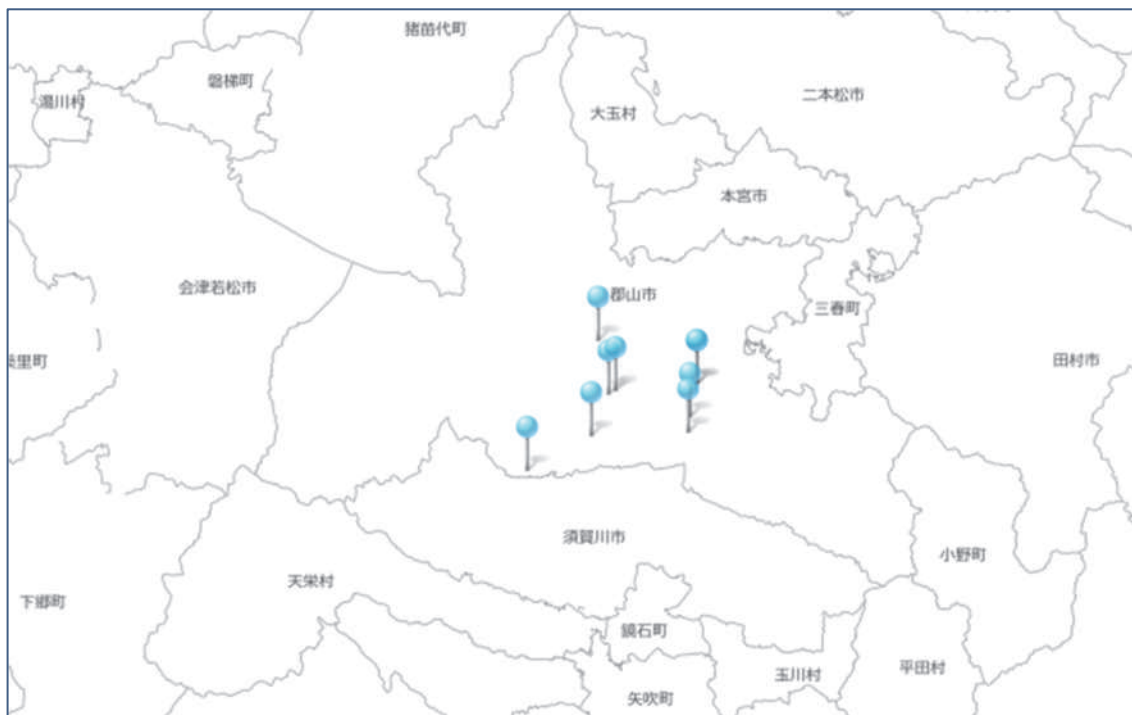 猪苗代町
磐梯町
湯川村
二本松市
大玉村
本宮市
会津若松市
郡山市
三春町
里町
田村市
須賀川市
小野町
天栄村
下郷町
鏡石町
平田村
玉川村
矢吹町